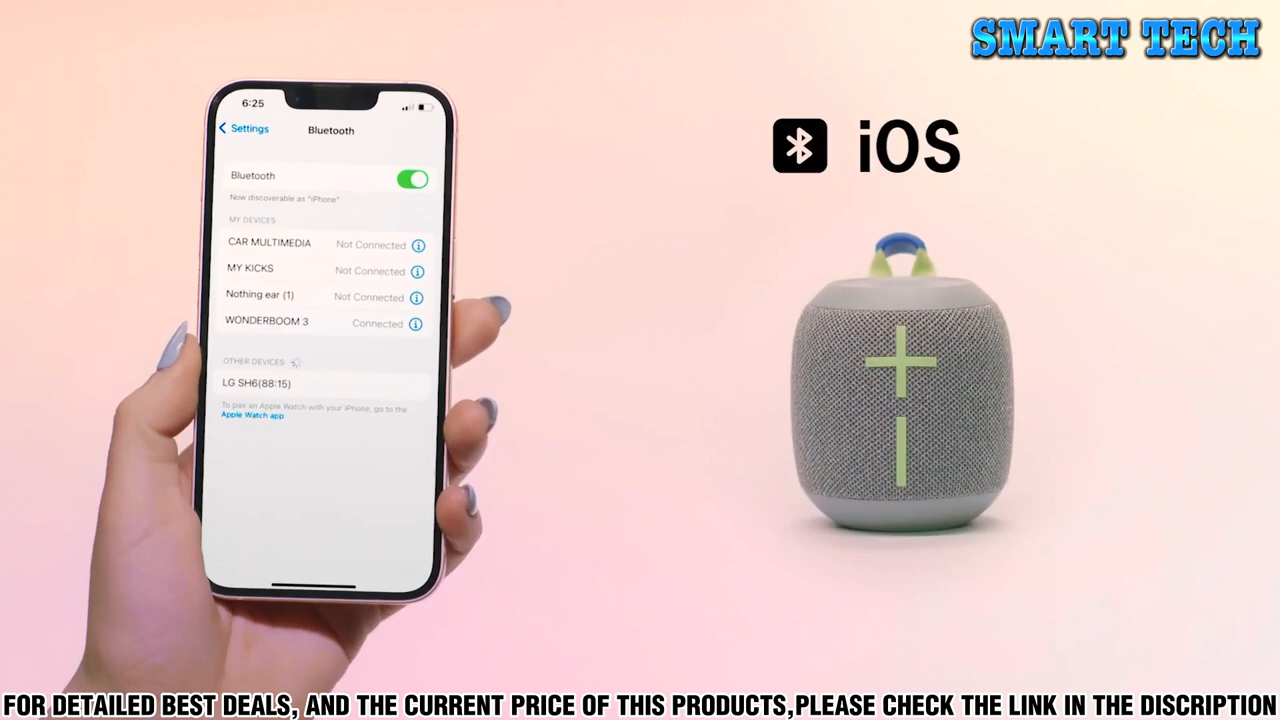 SMART TECH
iOS
6:25
Settings
Bluetooth
Bluetooth
Now discoverable as "iPhone".
MY DEVICES
CAR MULTIMEDIA Not Connected
MY KICKS Not Connected
Nothing ear (1) Not Connected
WONDERBOOM 3 Connected
OTHER DEVICES
LG SH6(88:15)
To pair an Apple Watch with your iPhone, go to the
Apple Watch app
FOR DETAILED BEST DEALS, AND THE CURRENT PRICE OF THIS PRODUCTS,PLEASE CHECK THE LINK IN THE DISCRIPTION